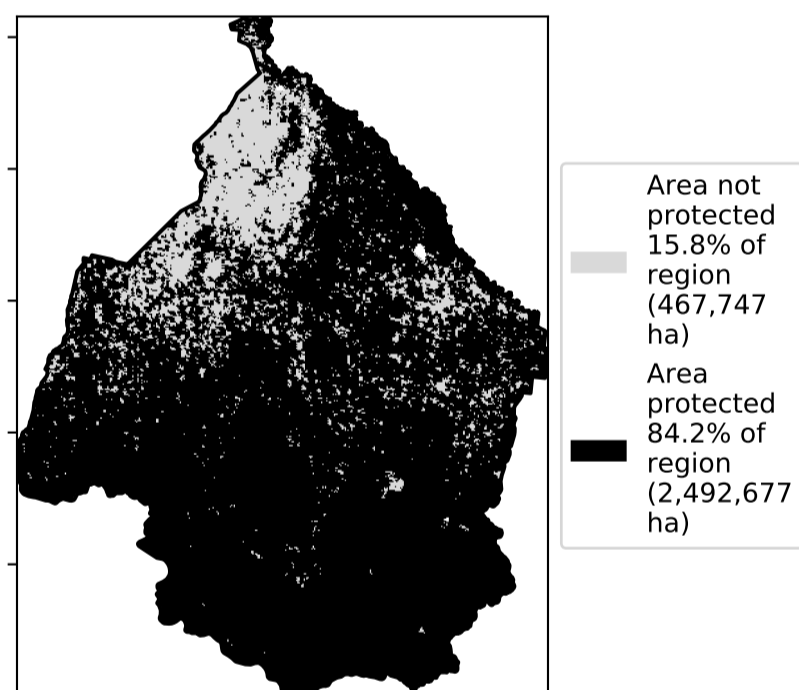 Area not
protected
15.8% of
region
(467,747
ha)
Area
protected
84.2% of
region
(2,492,677
ha)